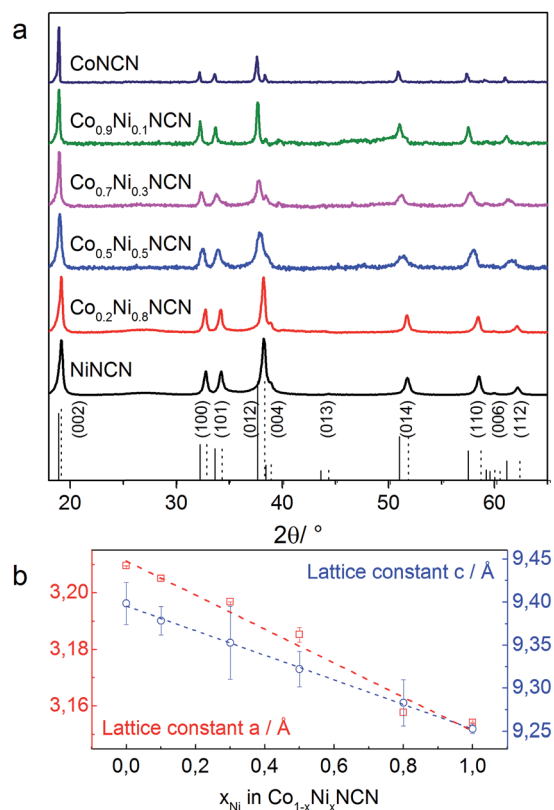 a
CoNCN
Co0.9Ni0.1NCN
Co0.7Ni0.3NCN
Co0.5Ni0.5NCN
Co0.2Ni0.8NCN
NiNCN
(002) (100) (101) (012) (004) (013) (014) (110) (006) (112)
20 30 40 50 60
2θ/ °
b
Lattice constant c / Å
3,20
3,18
3,16
9,45
9,40
9,35
9,30
9,25
Lattice constant a / Å
0,0 0,2 0,4 0,6 0,8 1,0
xNi in Co1-xNixNCN